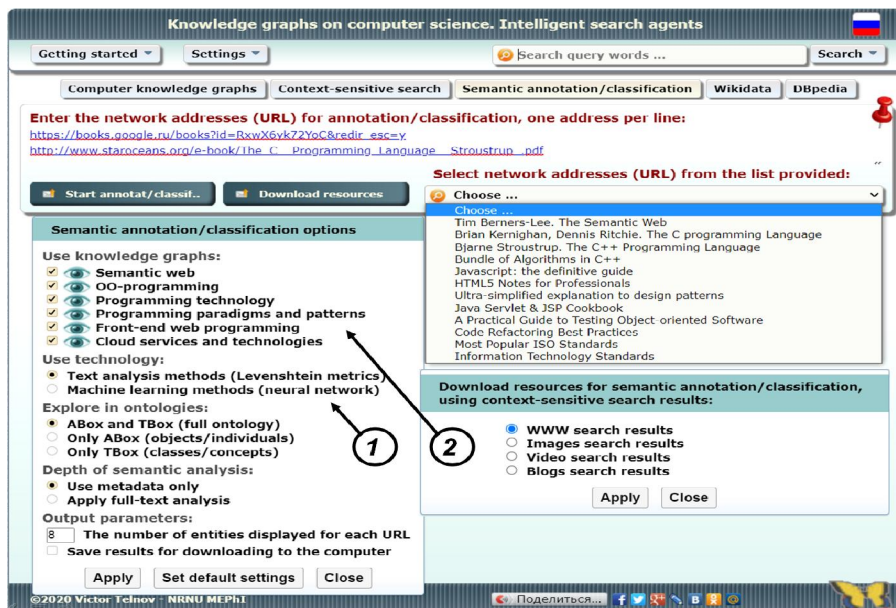 Knowledge graphs on computer science. Intelligent search agents
Getting started
Settings
Search query words ...
Search
Computer knowledge graphs
Context-sensitive search
Semantic annotation/classification
Wikidata
DBpedia
Enter the network addresses (URL) for annotation/classification, one address per line:
https://books.google.ru/books?id=RxwX6yk72YoC&redir_esc=y
http://www.staroceans.org/e-book/The_C__Programming_Language__Stroustrup_.pdf
Start annotat/classif..
Download resources
Select network addresses (URL) from the list provided:
Choose ...
Choose ...
Tim Berners-Lee. The Semantic Web
Brian Kernighan, Dennis Ritchie. The C programming Language
Bjarne Stroustrup. The C++ Programming Language
Bundle of Algorithms in C++
Javascript: the definitive guide
HTML5 Notes for Professionals
Ultra-simplified explanation to design patterns
Java Servlet & JSP Cookbook
A Practical Guide to Testing Object-oriented Software
Code Refactoring Best Practices
Most Popular ISO Standards
Information Technology Standards
Semantic annotation/classification options
Use knowledge graphs:
Semantic web
OO-programming
Programming technology
Programming paradigms and patterns
Front-end web programming
Cloud services and technologies
Use technology:
Text analysis methods (Levenshtein metrics)
Machine learning methods (neural network)
Explore in ontologies:
ABox and TBox (full ontology)
Only ABox (objects/individuals)
Only TBox (classes/concepts)
Depth of semantic analysis:
Use metadata only
Apply full-text analysis
Output parameters:
8 The number of entities displayed for each URL
Save results for downloading to the computer
Apply
Set default settings
Close
1
2
Download resources for semantic annotation/classification,
using context-sensitive search results:
WWW search results
Images search results
Video search results
Blogs search results
Apply
Close
©2020 Victor Telnov - NRNU MEPhI
Поделиться...